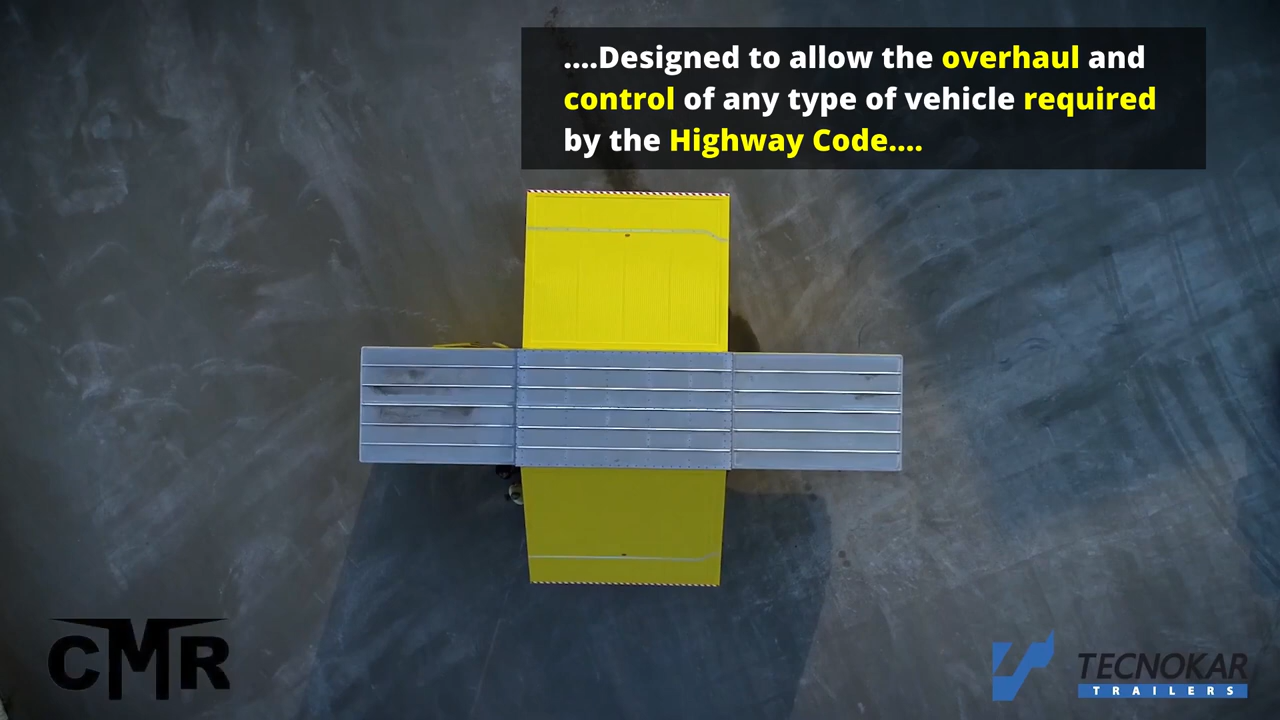 ....Designed to allow the overhaul and
control of any type of vehicle required
by the Highway Code....
CMR
TECNOKAR
TRAILERS